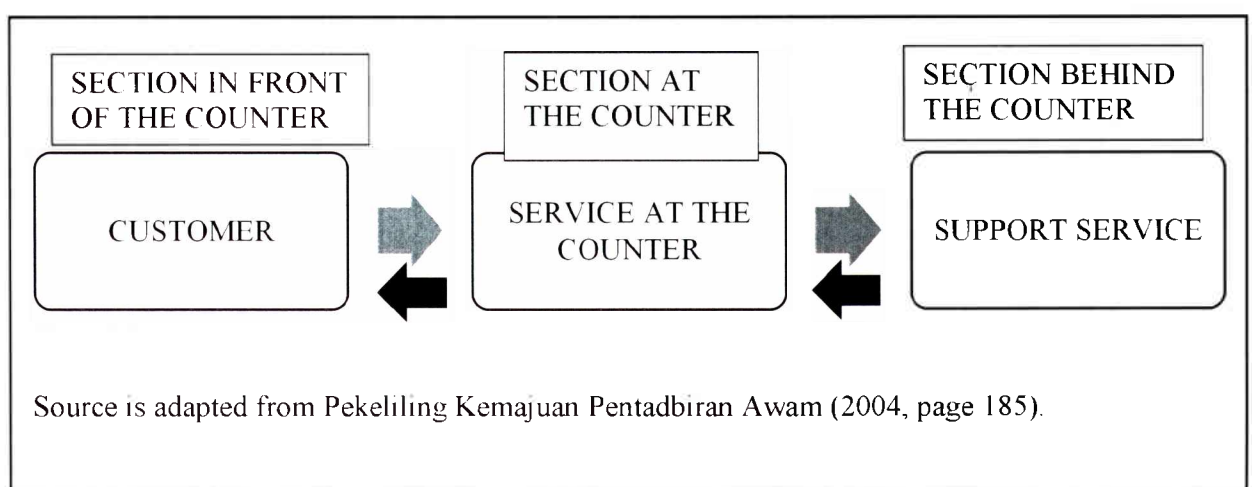 SECTION IN FRONT
OF THE COUNTER
CUSTOMER
SECTION AT
THE COUNTER
SERVICE AT THE
COUNTER
SECTION BEHIND
THE COUNTER
SUPPORT SERVICE
Source is adapted from Pekeliling Kemajuan Pentadbiran Awam (2004, page 185).